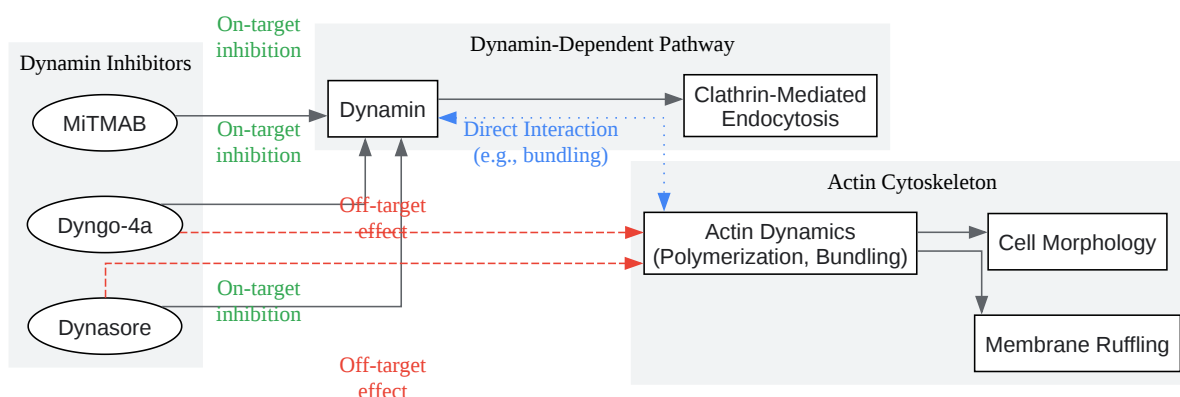 On-target
inhibition
Dynamin-Dependent Pathway
Dynamin Inhibitors
MiTMAB
Dynamin
Clathrin-Mediated
Endocytosis
On-target
inhibition
Direct Interaction
(e.g., bundling)
Actin Cytoskeleton
Dyngo-4a
Off-target
effect
Actin Dynamics
(Polymerization, Bundling)
Cell Morphology
On-target
inhibition
Dynasore
Membrane Ruffling
Off-target
effect